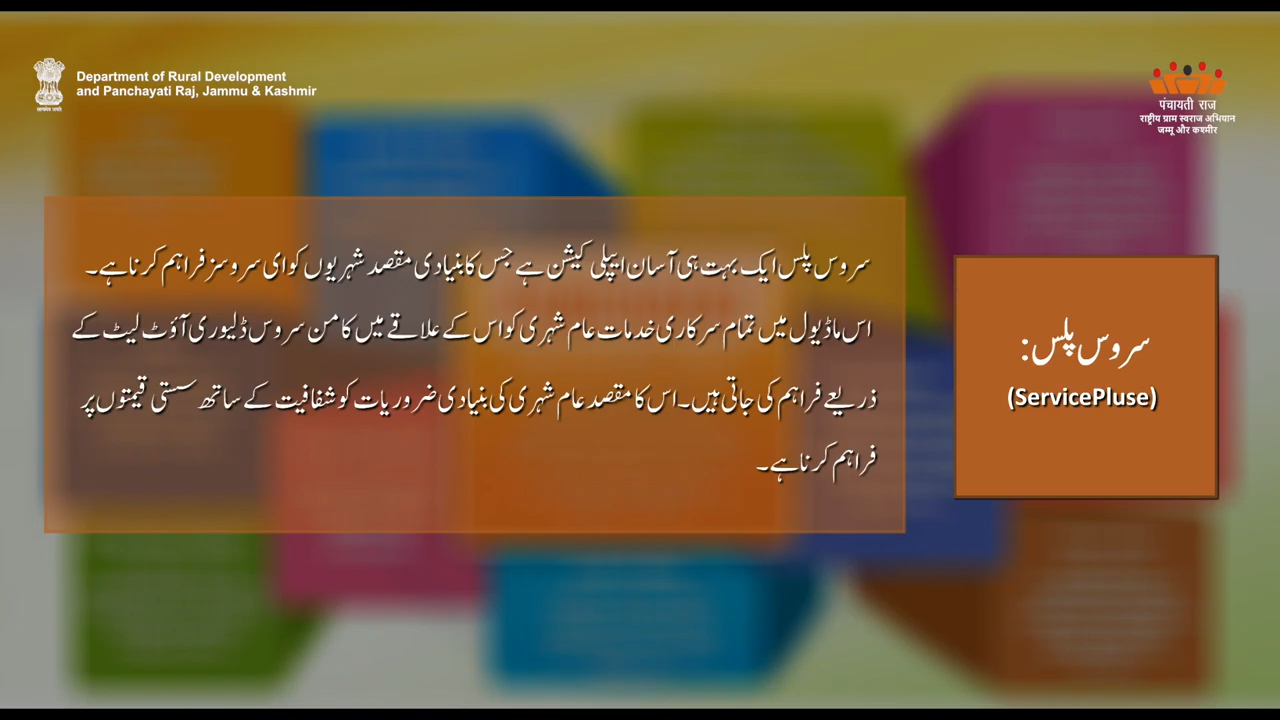 Department of Rural Development
and Panchayati Raj, Jammu & Kashmir
पंचायती राज
राष्ट्रीय ग्राम स्वराज अभियान
जम्मू और कश्मीर
सत्यमेव जयते
سروس پلس:
(ServicePluse)
سروس پلس ایک بہت ہی آسان ایپلی کیشن ہے جس کا بنیادی مقصد شہریوں کو ای سروسز فراہم کرنا ہے۔
اس ماڈیول میں تمام سرکاری خدمات عام شہری کو اس کے علاقے میں کامن سروس ڈلیوری آؤٹ لیٹ کے
ذریعے فراہم کی جاتی ہیں۔ اس کا مقصد عام شہری کی بنیادی ضروریات کو شفافیت کے ساتھ سستی قیمتوں پر
فراہم کرنا ہے۔